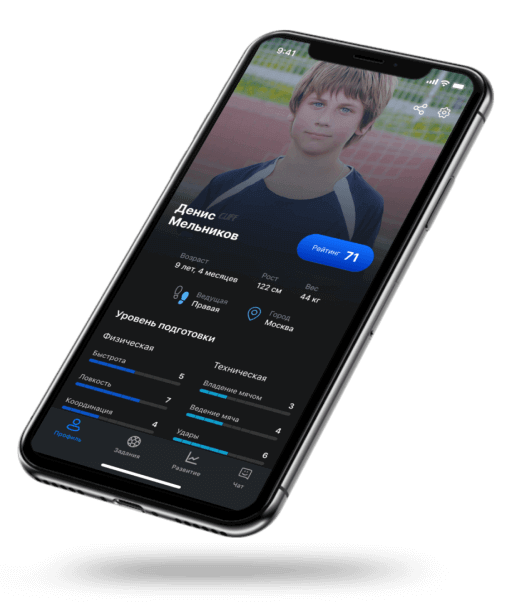 9:41
Денис
Мельников
Рейтинг 71
Возраст
9 лет, 4 месяцев
Рост
122 см
Вес
44 кг
Ведущая
Правая
Город
Москва
Уровень подготовки
Физическая
Быстрота
5
Ловкость
7
Координация
4
Техническая
Владение мячом
3
Ведение мяча
4
Удары
6
Профиль
Задания
Развитие
Чат